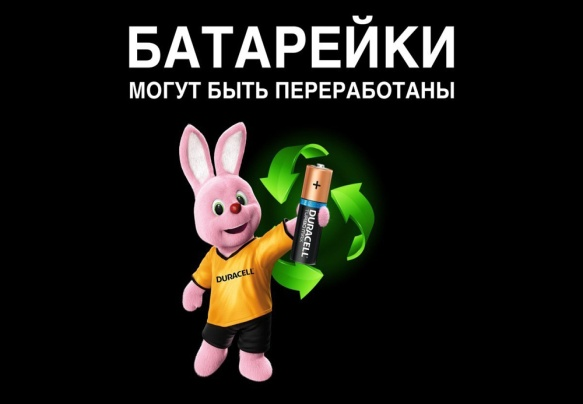 БАТАРЕЙКИ
МОГУТ БЫТЬ ПЕРЕРАБОТАНЫ
+
DURACELL
DURACELL